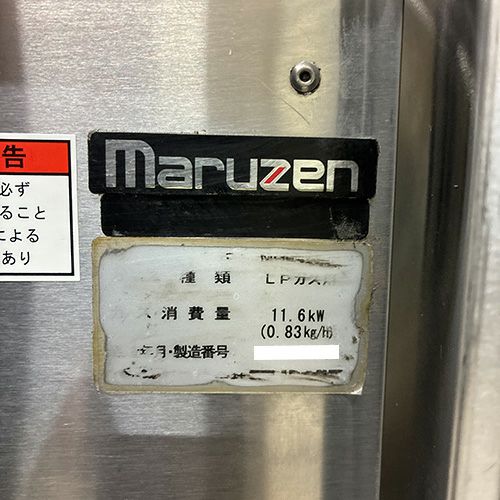 告
必ず
ること
による
あり
maruzen
種類 LPガス
消費量 11.6kW
(0.83kg/h)
月・製造番号